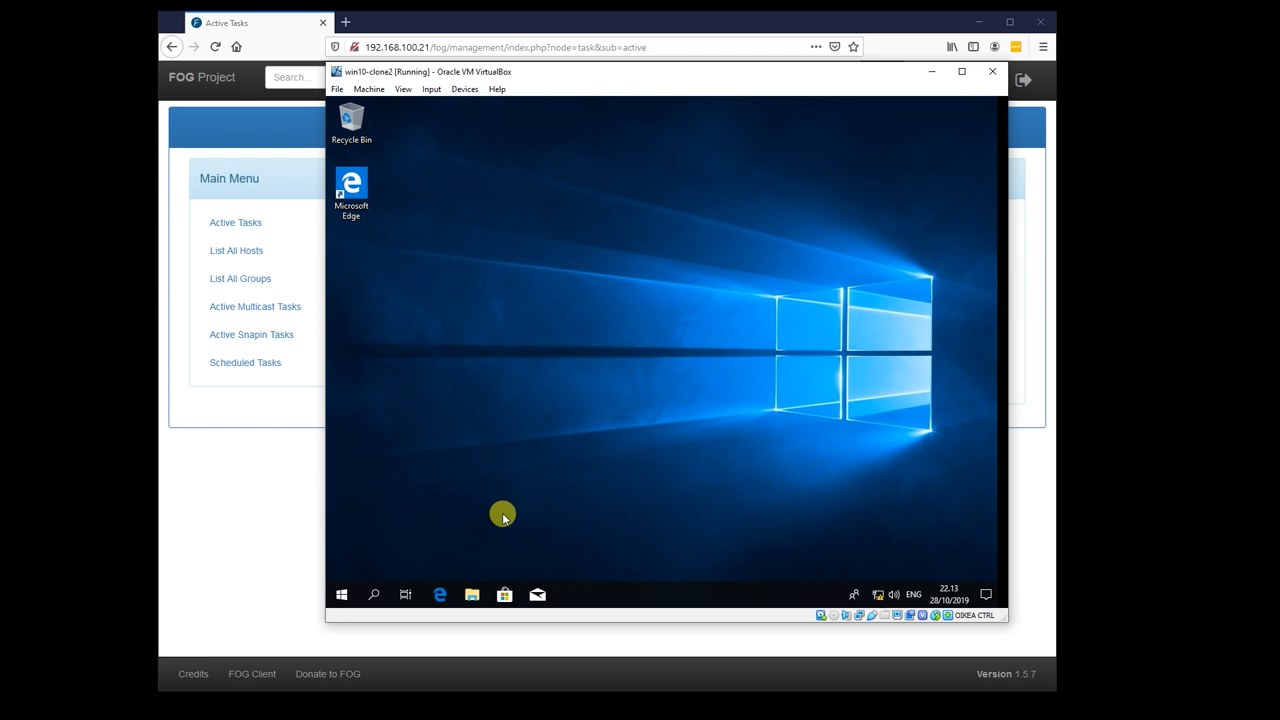 Active Tasks
192.168.100.21/fog/management/index.php?node=task&sub=active
FOG Project
Search...
win10-clone2 [Running] - Oracle VM VirtualBox
File Machine View Input Devices Help
Recycle Bin
Microsoft
Edge
Main Menu
Active Tasks
List All Hosts
List All Groups
Active Multicast Tasks
Active Snapin Tasks
Scheduled Tasks
ENG
22.13
28/10/2019
OIKEA CTRL
Credits FOG Client Donate to FOG
Version 1.5.7